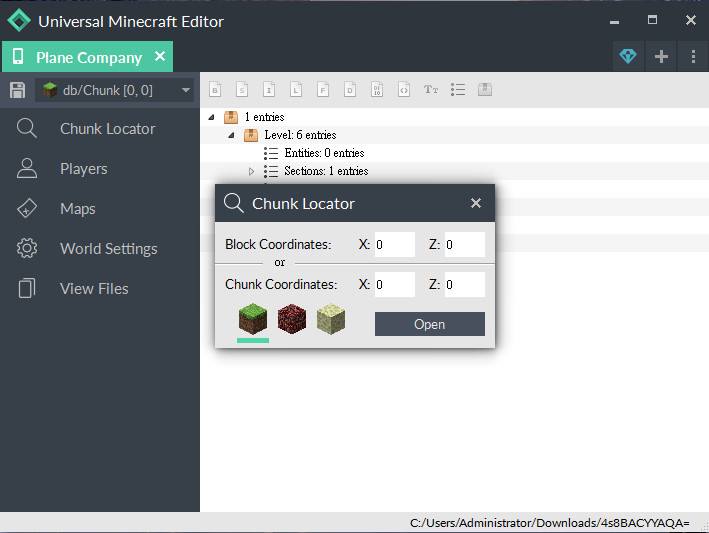 Universal Minecraft Editor
Plane Company
db/Chunk [0, 0]
B S I L F D TT
1 entries
Chunk Locator
Level: 6 entries
Entities: 0 entries
Players
Sections: 1 entries
Maps
World Settings
View Files
Chunk Locator
Block Coordinates: X: 0 Z: 0
or
Chunk Coordinates: X: 0 Z: 0
Open
C:/Users/Administrator/Downloads/4s8BACYYAQA=